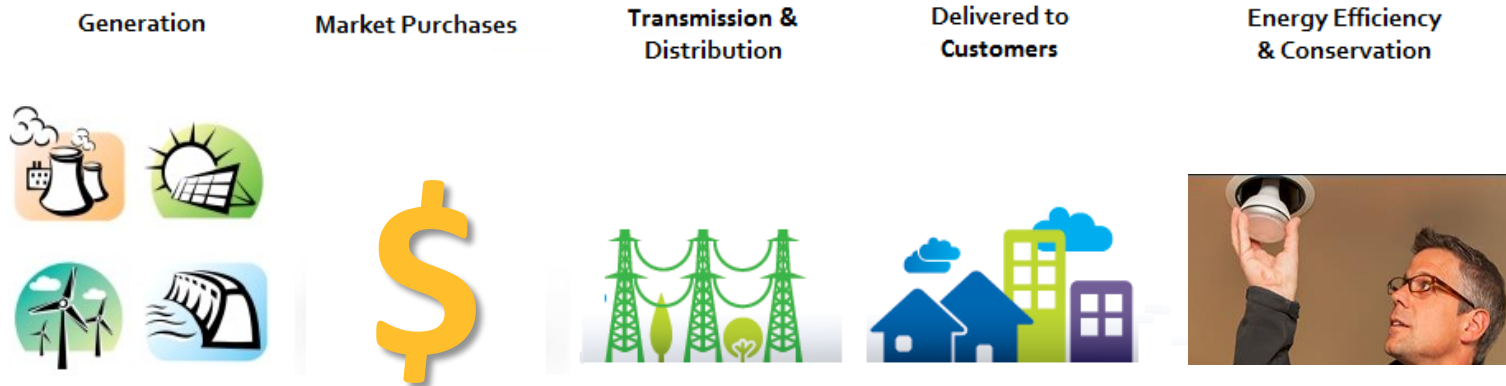 Generation
Market Purchases
Transmission &
Distribution
Delivered to
Customers
Energy Efficiency
& Conservation
$